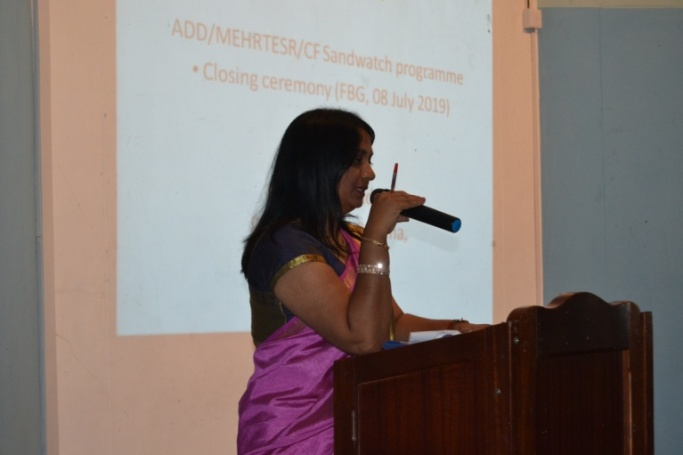 ADD/MEHRTESR/CF Sandwatch programme
• Closing ceremony (FBG, 08 July 2019)